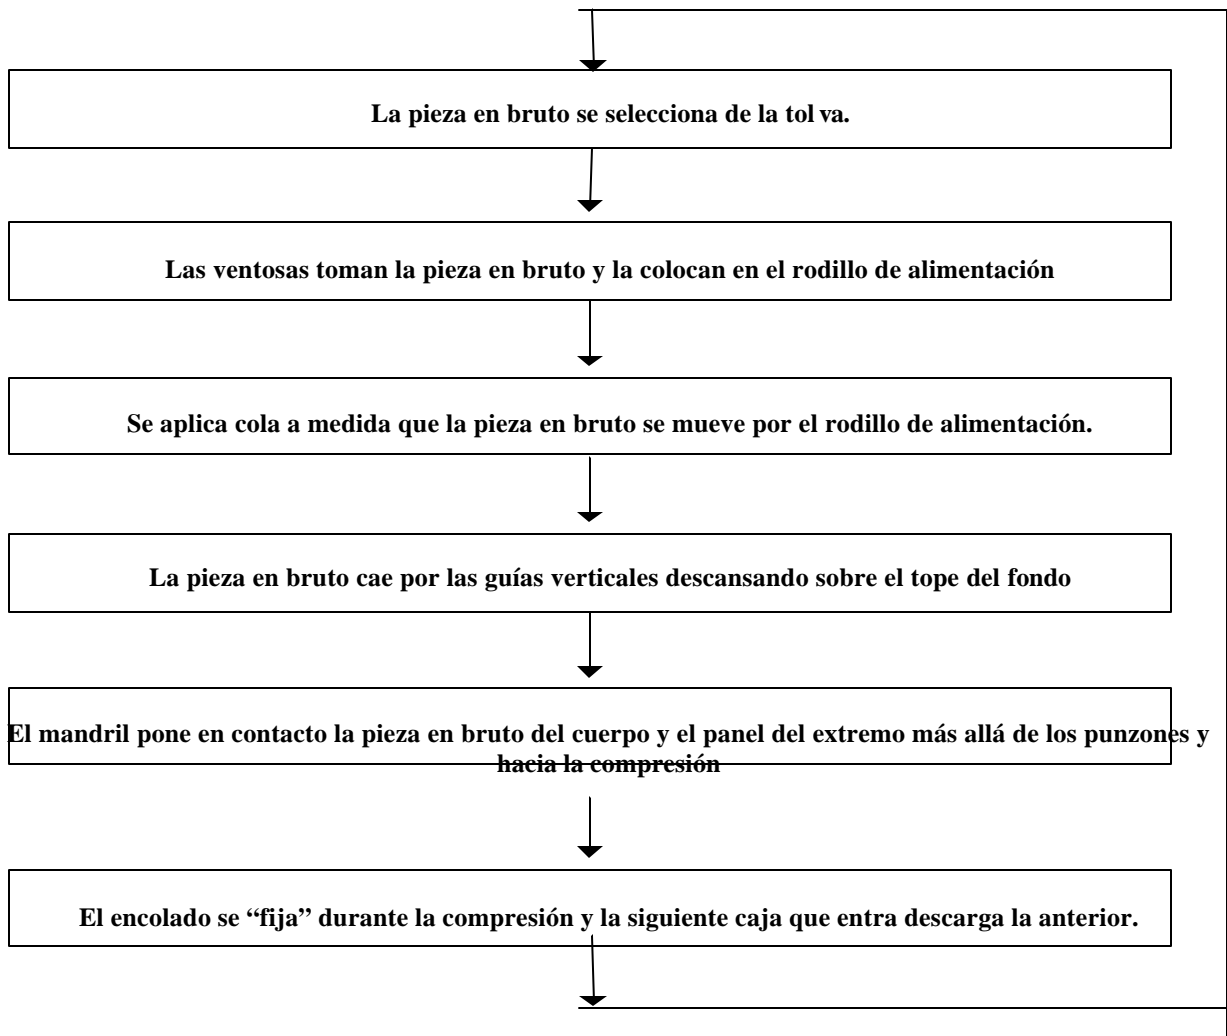 La pieza en bruto se selecciona de la tol va.
Las ventosas toman la pieza en bruto y la colocan en el rodillo de alimentación
Se aplica cola a medida que la pieza en bruto se mueve por el rodillo de alimentación.
La pieza en bruto cae por las guías verticales descansando sobre el tope del fondo
El mandril pone en contacto la pieza en bruto del cuerpo y el panel del extremo más allá de los punzones y
hacia la compresión
El encolado se “fija” durante la compresión y la siguiente caja que entra descarga la anterior.